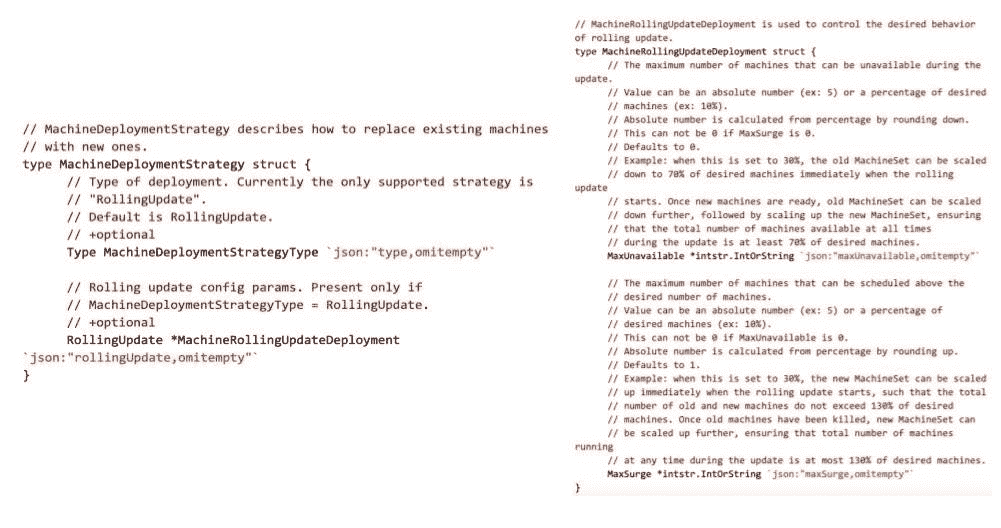 // MachineDeploymentStrategy describes how to replace existing machines
// with new ones.
type MachineDeploymentStrategy struct {
// Type of deployment. Currently the only supported strategy is
// "RollingUpdate".
// Default is RollingUpdate.
// +optional
Type MachineDeploymentStrategyType `json:"type,omitempty"`
// Rolling update config params. Present only if
// MachineDeploymentStrategyType = RollingUpdate.
// +optional
RollingUpdate *MachineRollingUpdateDeployment
`json:"rollingUpdate,omitempty"`
}
// MachineRollingUpdateDeployment is used to control the desired behavior
of rolling update.
type MachineRollingUpdateDeployment struct {
// The maximum number of machines that can be unavailable during the
update.
// Value can be an absolute number (ex: 5) or a percentage of desired
// machines (ex: 10%).
// Absolute number is calculated from percentage by rounding down.
// This can not be 0 if MaxSurge is 0.
// Defaults to 0.
// Example: when this is set to 30%, the old MachineSet can be scaled
// down to 70% of desired machines immediately when the rolling
update
// starts. Once new machines are ready, old MachineSet can be scaled
// down further, followed by scaling up the new MachineSet, ensuring
// that the total number of machines available at all times
// during the update is at least 70% of desired machines.
MaxUnavailable *intstr.IntOrString `json:"maxUnavailable,omitempty"`
// The maximum number of machines that can be scheduled above the
// desired number of machines.
// Value can be an absolute number (ex: 5) or a percentage of
// desired machines (ex: 10%).
// This can not be 0 if MaxUnavailable is 0.
// Absolute number is calculated from percentage by rounding up.
// Defaults to 1.
// Example: when this is set to 30%, the new MachineSet can be scaled
// up immediately when the rolling update starts, such that the total
// number of old and new machines do not exceed 130% of desired
// machines. Once old machines have been killed, new MachineSet can
// be scaled up further, ensuring that total number of machines
running
// at any time during the update is at most 130% of desired machines.
MaxSurge *intstr.IntOrString `json:"maxSurge,omitempty"`
}